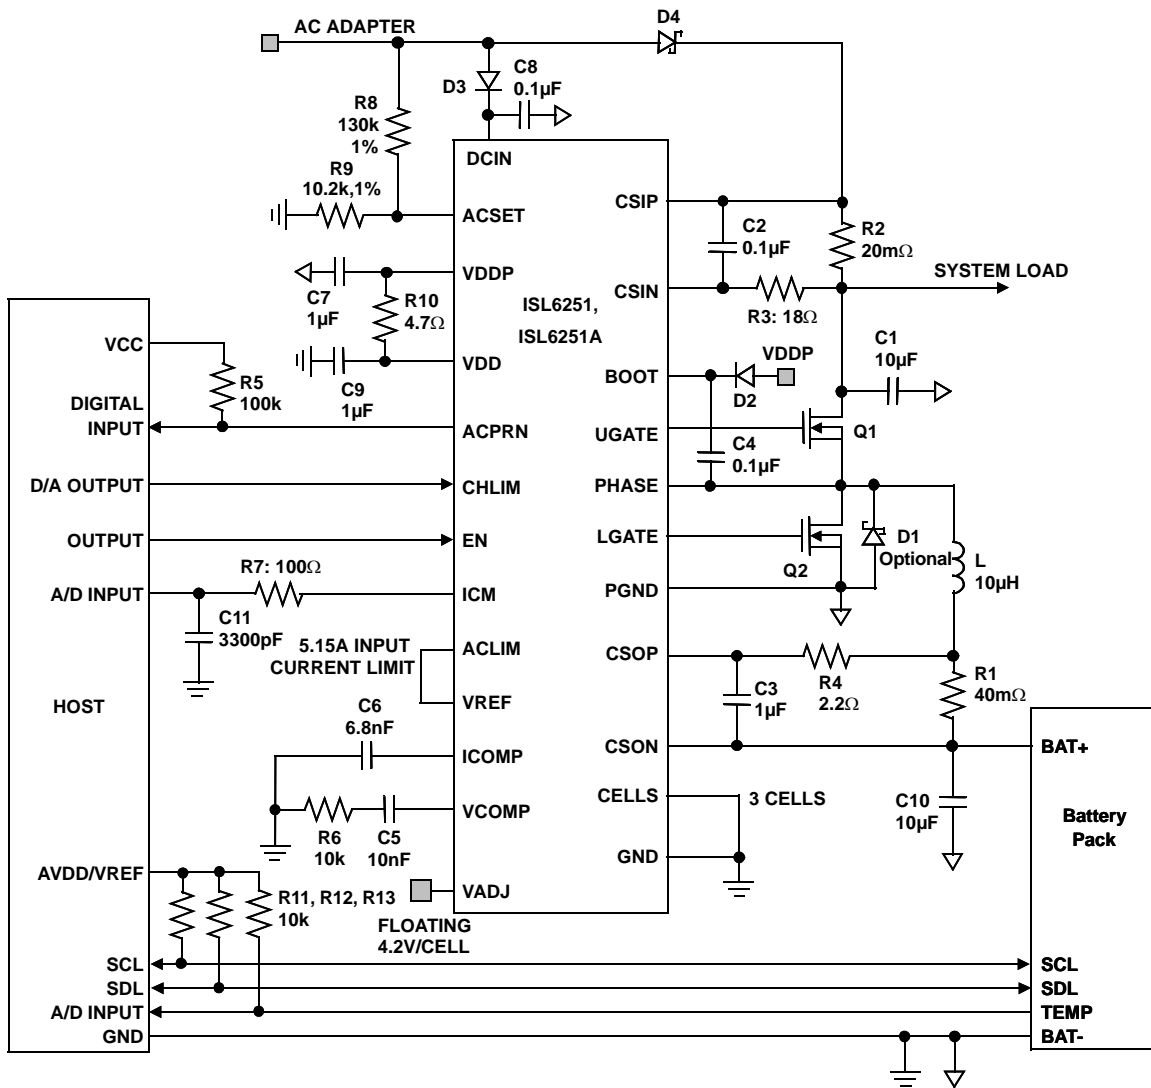 AC ADAPTER
D4
D3
C8
0.1µF
R8
130k
1%
R9
10.2k,1%
DCIN
ACSET
CSIP
C2
0.1µF
R2
20mΩ
VDDP
C7
1µF
R10
4.7Ω
ISL6251,
ISL6251A
CSIN
R3: 18Ω
SYSTEM LOAD
VDD
C9
1µF
VCC
R5
100k
DIGITAL
INPUT
ACPRN
BOOT
D2
VDDP
C1
10µF
UGATE
Q1
C4
0.1µF
D/A OUTPUT
CHLIM
PHASE
OUTPUT
EN
LGATE
Q2
D1
Optional
L
10µH
A/D INPUT
R7: 100Ω
ICM
PGND
C11
3300pF
5.15A INPUT
CURRENT LIMIT
ACLIM
VREF
CSOP
C3
1µF
R4
2.2Ω
R1
40mΩ
HOST
C6
6.8nF
ICOMP
CSON
BAT+
R6
10k
C5
10nF
VCOMP
CELLS
3 CELLS
C10
10µF
Battery
Pack
GND
AVDD/VREF
R11, R12, R13
10k
VADJ
FLOATING
4.2V/CELL
SCL
SCL
SDL
SDL
A/D INPUT
TEMP
GND
BAT-